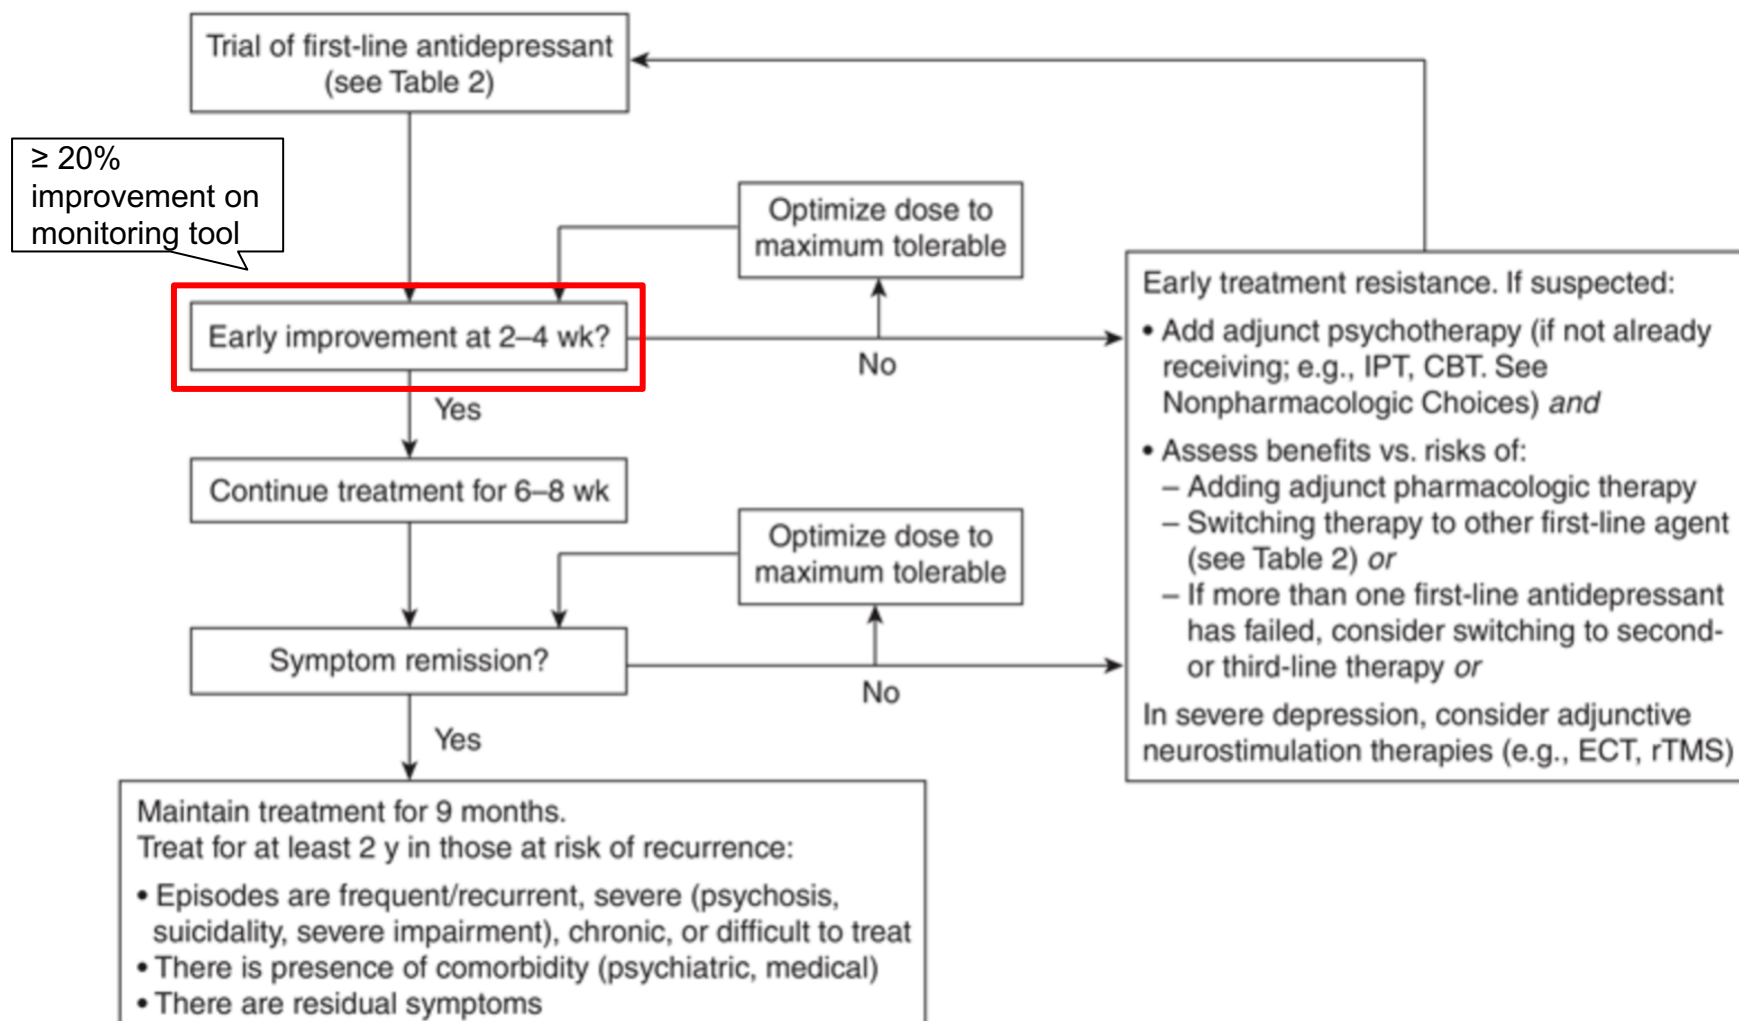 Trial of first-line antidepressant
(see Table 2)
≥ 20%
improvement on
monitoring tool
Optimize dose to
maximum tolerable
Early improvement at 2–4 wk?
No
Yes
Continue treatment for 6–8 wk
Optimize dose to
maximum tolerable
Symptom remission?
No
Yes
Maintain treatment for 9 months.
Treat for at least 2 y in those at risk of recurrence:
• Episodes are frequent/recurrent, severe (psychosis,
suicidality, severe impairment), chronic, or difficult to treat
• There is presence of comorbidity (psychiatric, medical)
• There are residual symptoms
Early treatment resistance. If suspected:
• Add adjunct psychotherapy (if not already
receiving; e.g., IPT, CBT. See
Nonpharmacologic Choices) and
• Assess benefits vs. risks of:
– Adding adjunct pharmacologic therapy
– Switching therapy to other first-line agent
(see Table 2) or
– If more than one first-line antidepressant
has failed, consider switching to second-
or third-line therapy or
In severe depression, consider adjunctive
neurostimulation therapies (e.g., ECT, rTMS)